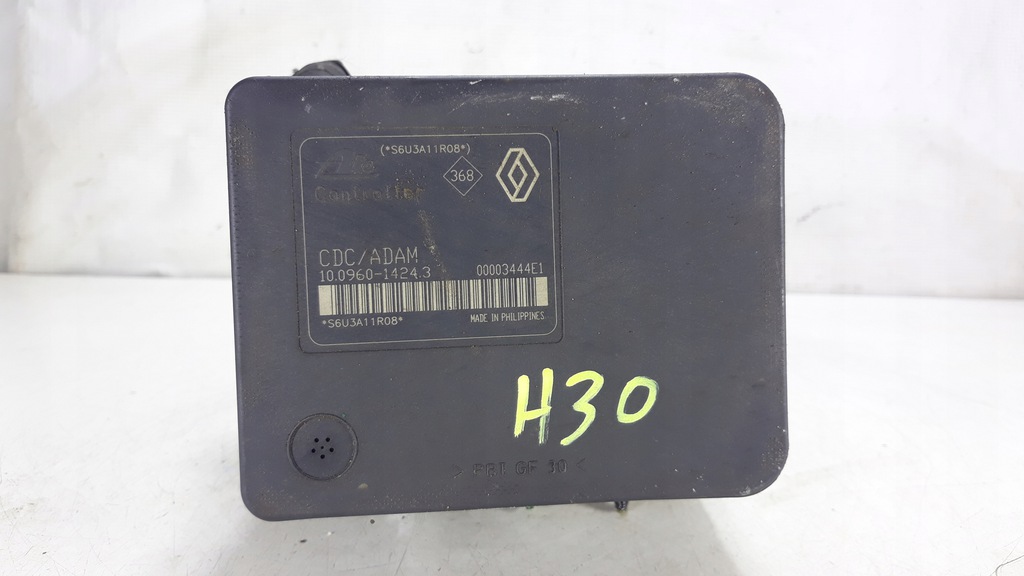 (*S6U3A11R08*)
368
Controller
CDC/ADAM
10.0960-1424.3 00003444E1
*S6U3A11R08* MADE IN PHILIPPINES
H30
> PBT GF 30 <